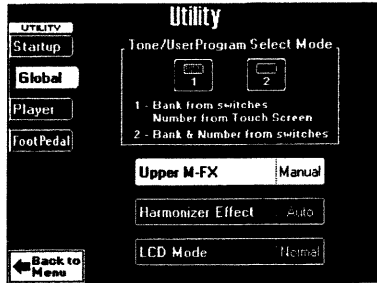 Utility
UTILITY
Startup
Global
Player
FootPedal
Tone/UserProgram Select Mode
1
2
1 - Bank from switches
Number from Touch Screen
2 - Bank & Number from switches
Upper M-FX
Manual
Harmonizer Effect
Auto
LCD Mode
Normal
Back to
Menu